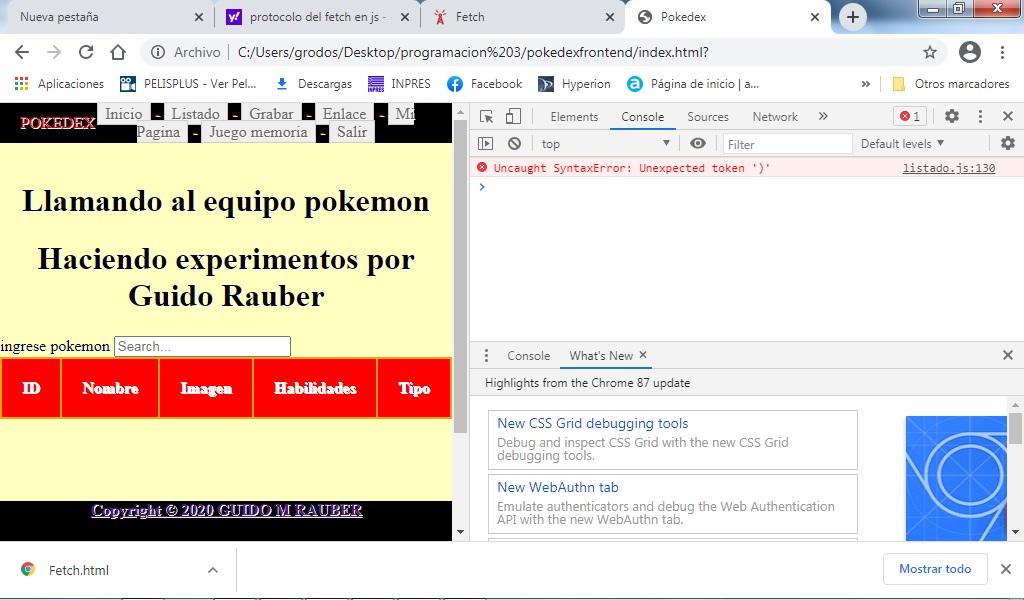 Nueva pestaña
protocolo del fetch en js -
Fetch
Pokedex
Archivo
C:/Users/grodos/Desktop/programacion%203/pokedexfrontend/index.html?
Aplicaciones
PELISPLUS - Ver Pel...
Descargas
INPRES
Facebook
Hyperion
Página de inicio | a...
»
Otros marcadores
POKEDEX
Inicio - Listado - Grabar - Enlace - Mi
Pagina - Juego memoria - Salir
Llamando al equipo pokemon
Haciendo experimentos por
Guido Rauber
ingrese pokemon Search...
ID Nombre Imagen Habilidades Tipo
Copyright © 2020 GUIDO M RAUBER
Elements Console Sources Network » 1
top Filter Default levels
Uncaught SyntaxError: Unexpected token ')' listado.js:130
Console What's New
Highlights from the Chrome 87 update
New CSS Grid debugging tools
Debug and inspect CSS Grid with the new CSS Grid
debugging tools.
New WebAuthn tab
Emulate authenticators and debug the Web Authentication
API with the new WebAuthn tab.
Fetch.html
Mostrar todo